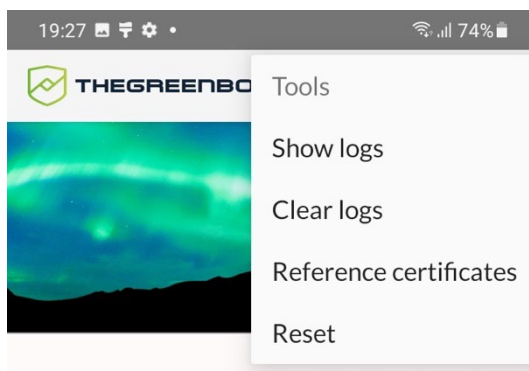 19:27 74%
THEGREENBO
Tools
Show logs
Clear logs
Reference certificates
Reset